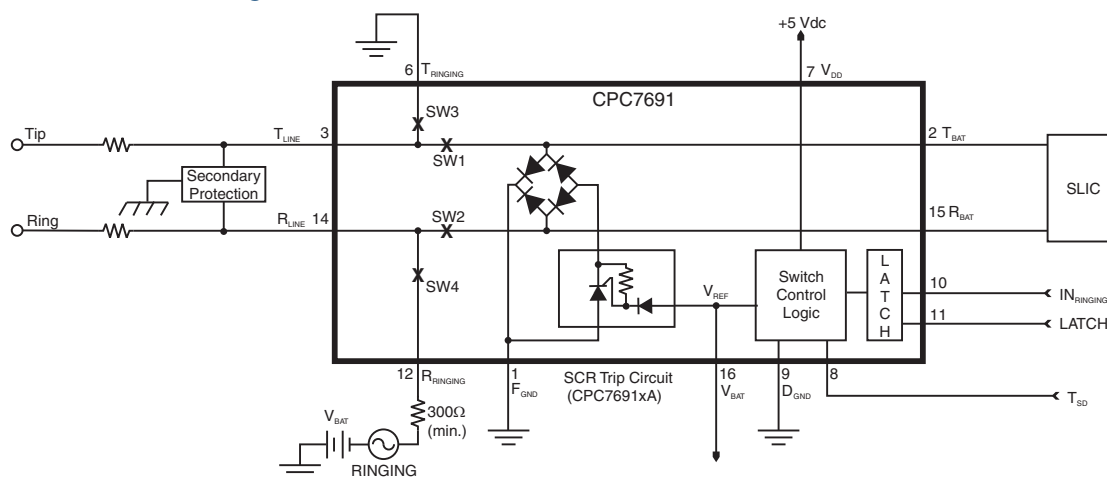 +5 Vdc
6 TRINGING
7 VDD
CPC7691
SW3
Tip
TLINE 3
SW1
2 TBAT
Secondary
Protection
SLIC
Ring
RLINE 14
SW2
15 RBAT
SW4
VREF
Switch
Control
Logic
LATCH
10
INRINGING
11
LATCH
12 RRINGING
1
FGND
SCR Trip Circuit
(CPC7691xA)
16
VBAT
9
DGND
8
TSD
300Ω
(min.)
VBAT
RINGING